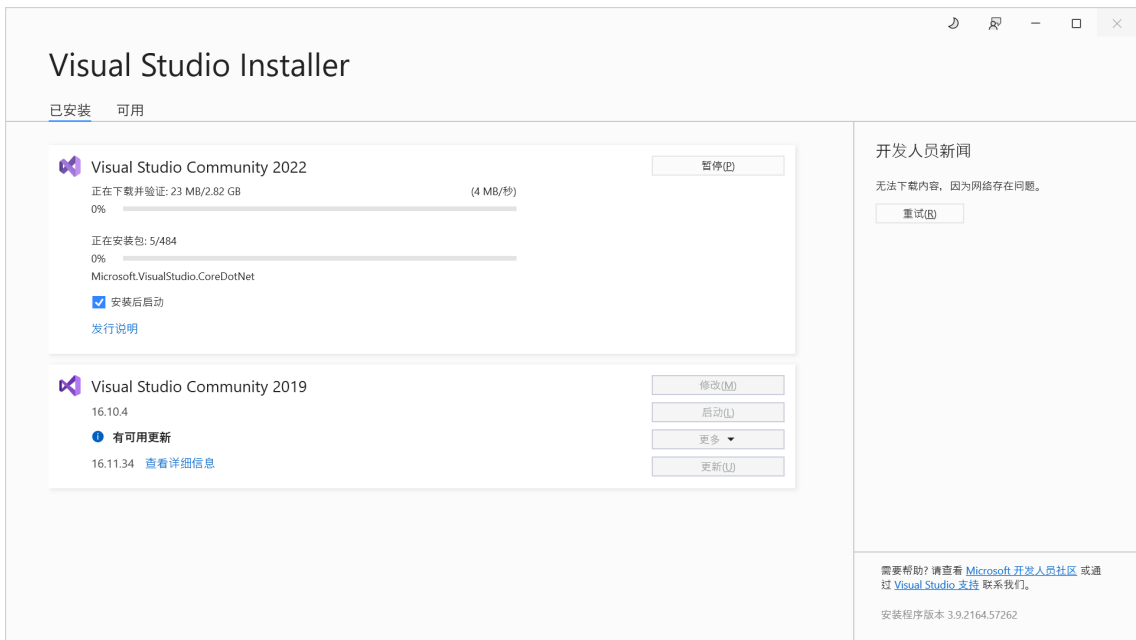 Visual Studio Installer
已安装 可用
Visual Studio Community 2022
暂停(P)
正在下载并验证: 23 MB/2.82 GB (4 MB/秒)
0%
正在安装包: 5/484
0%
Microsoft.VisualStudio.CoreDotNet
安装后启动
发行说明
Visual Studio Community 2019
修改(M)
16.10.4
启动(L)
有可用更新
更多
16.11.34 查看详细信息
更新(U)
开发人员新闻
无法下载内容，因为网络存在问题。
重试(R)
需要帮助? 请查看 Microsoft 开发人员社区 或通
过 Visual Studio 支持 联系我们。
安装程序版本 3.9.2164.57262